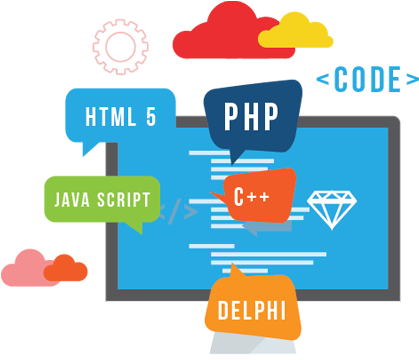 <CODE>
HTML 5
PHP
JAVA SCRIPT
</>
C++
DELPHI